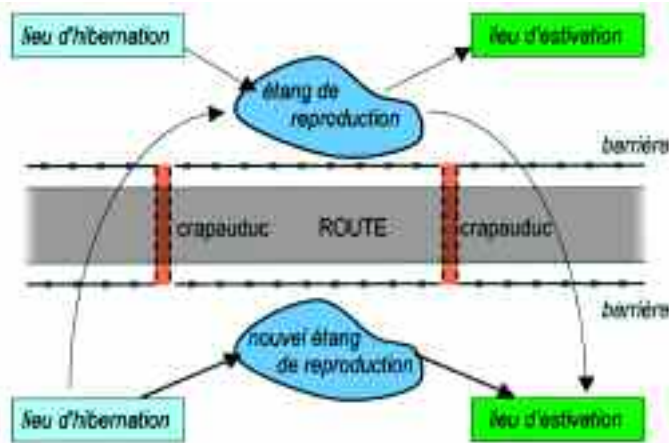 lieu d'hibernation
lieu d'estivation
étang de
reproduction
barrière
crapauduc
ROUTE
crapauduc
barrière
nouvel étang
de reproduction
lieu d'hibernation
lieu d'estivation